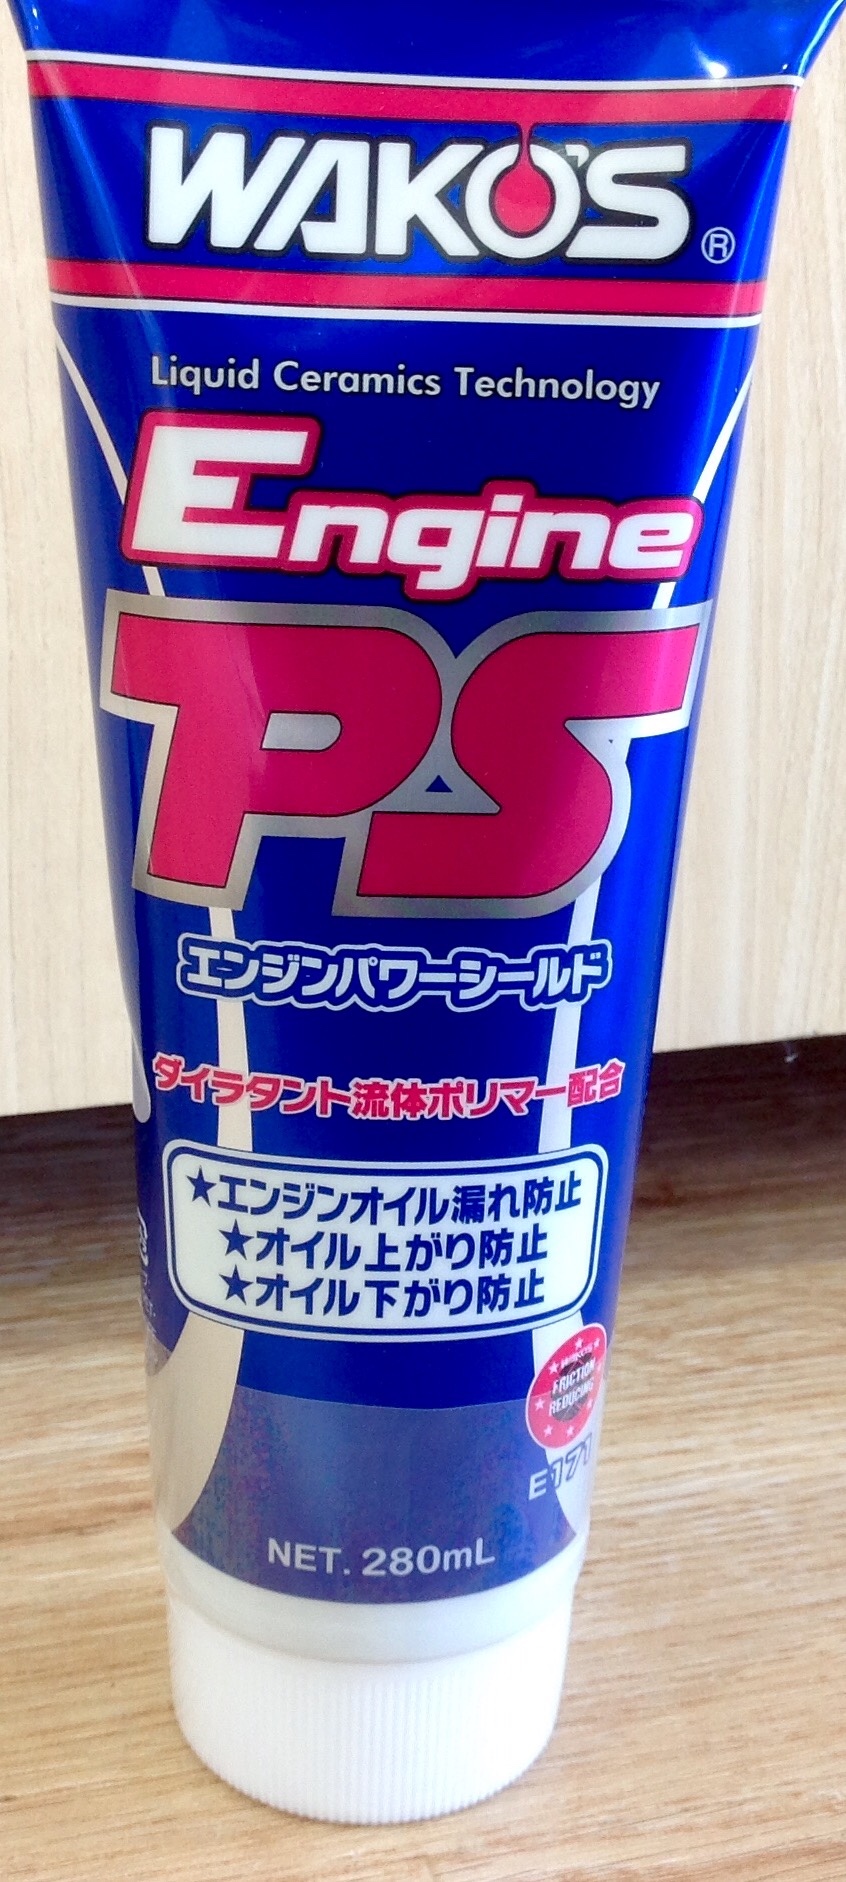 WAKO'S®
Liquid Ceramics Technology
Engine
PS
エンジンパワーシールド
ダイラタント流体ポリマー配合
★エンジンオイル漏れ防止
★オイル上がり防止
★オイル下がり防止
FRICTION
REDUCING
E171
NET. 280mL